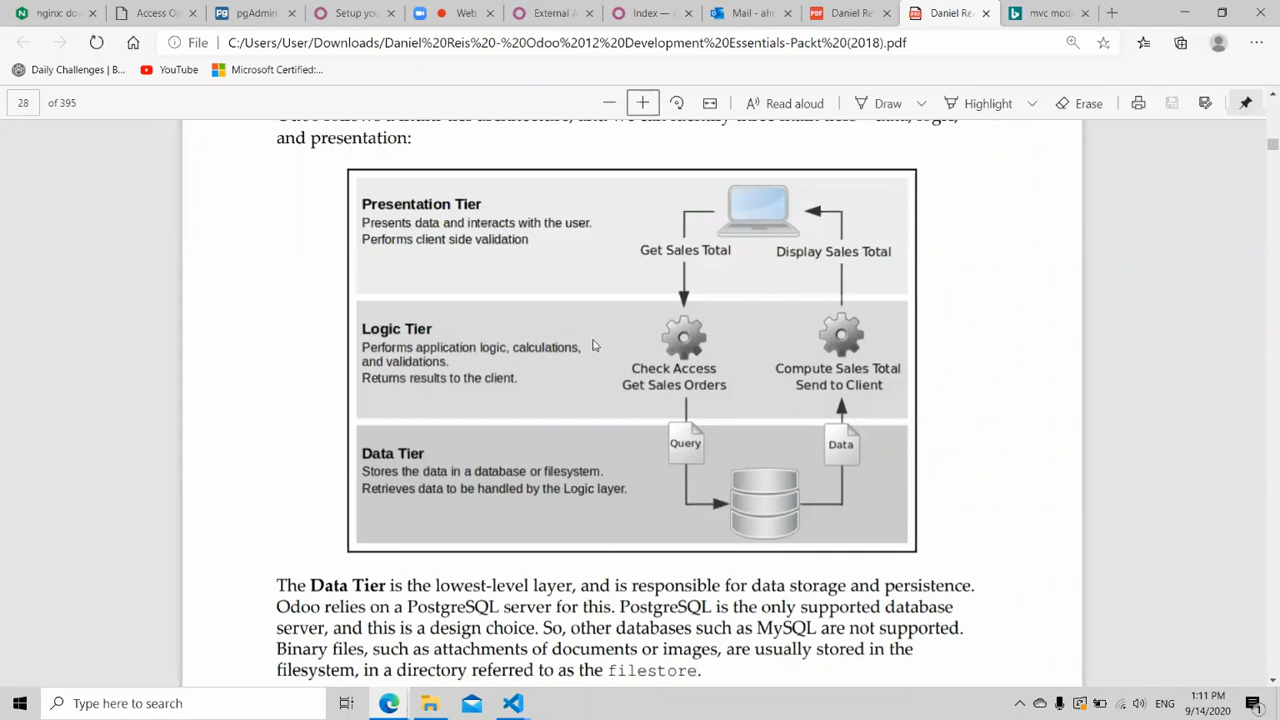 nginx: doc
Access O
pgAdmin
Setup you
Web
External A
Index —
Mail - ah
Daniel Re
Daniel Re
mvc mod
File
C:/Users/User/Downloads/Daniel%20Reis%20-%20Odoo%2012%20Development%20Essentials-Packt%20(2018).pdf
Daily Challenges | B...
YouTube
Microsoft Certified:...
28 of 395
Read aloud
Draw
Highlight
Erase
and presentation:
Presentation Tier
Presents data and interacts with the user.
Performs client side validation
Get Sales Total
Display Sales Total
Logic Tier
Performs application logic, calculations,
and validations.
Returns results to the client.
Check Access
Get Sales Orders
Compute Sales Total
Send to Client
Data Tier
Stores the data in a database or filesystem.
Retrieves data to be handled by the Logic layer.
Query
Data
The Data Tier is the lowest-level layer, and is responsible for data storage and persistence.
Odoo relies on a PostgreSQL server for this. PostgreSQL is the only supported database
server, and this is a design choice. So, other databases such as MySQL are not supported.
Binary files, such as attachments of documents or images, are usually stored in the
filesystem, in a directory referred to as the filestore.
Type here to search
ENG
1:11 PM
9/14/2020